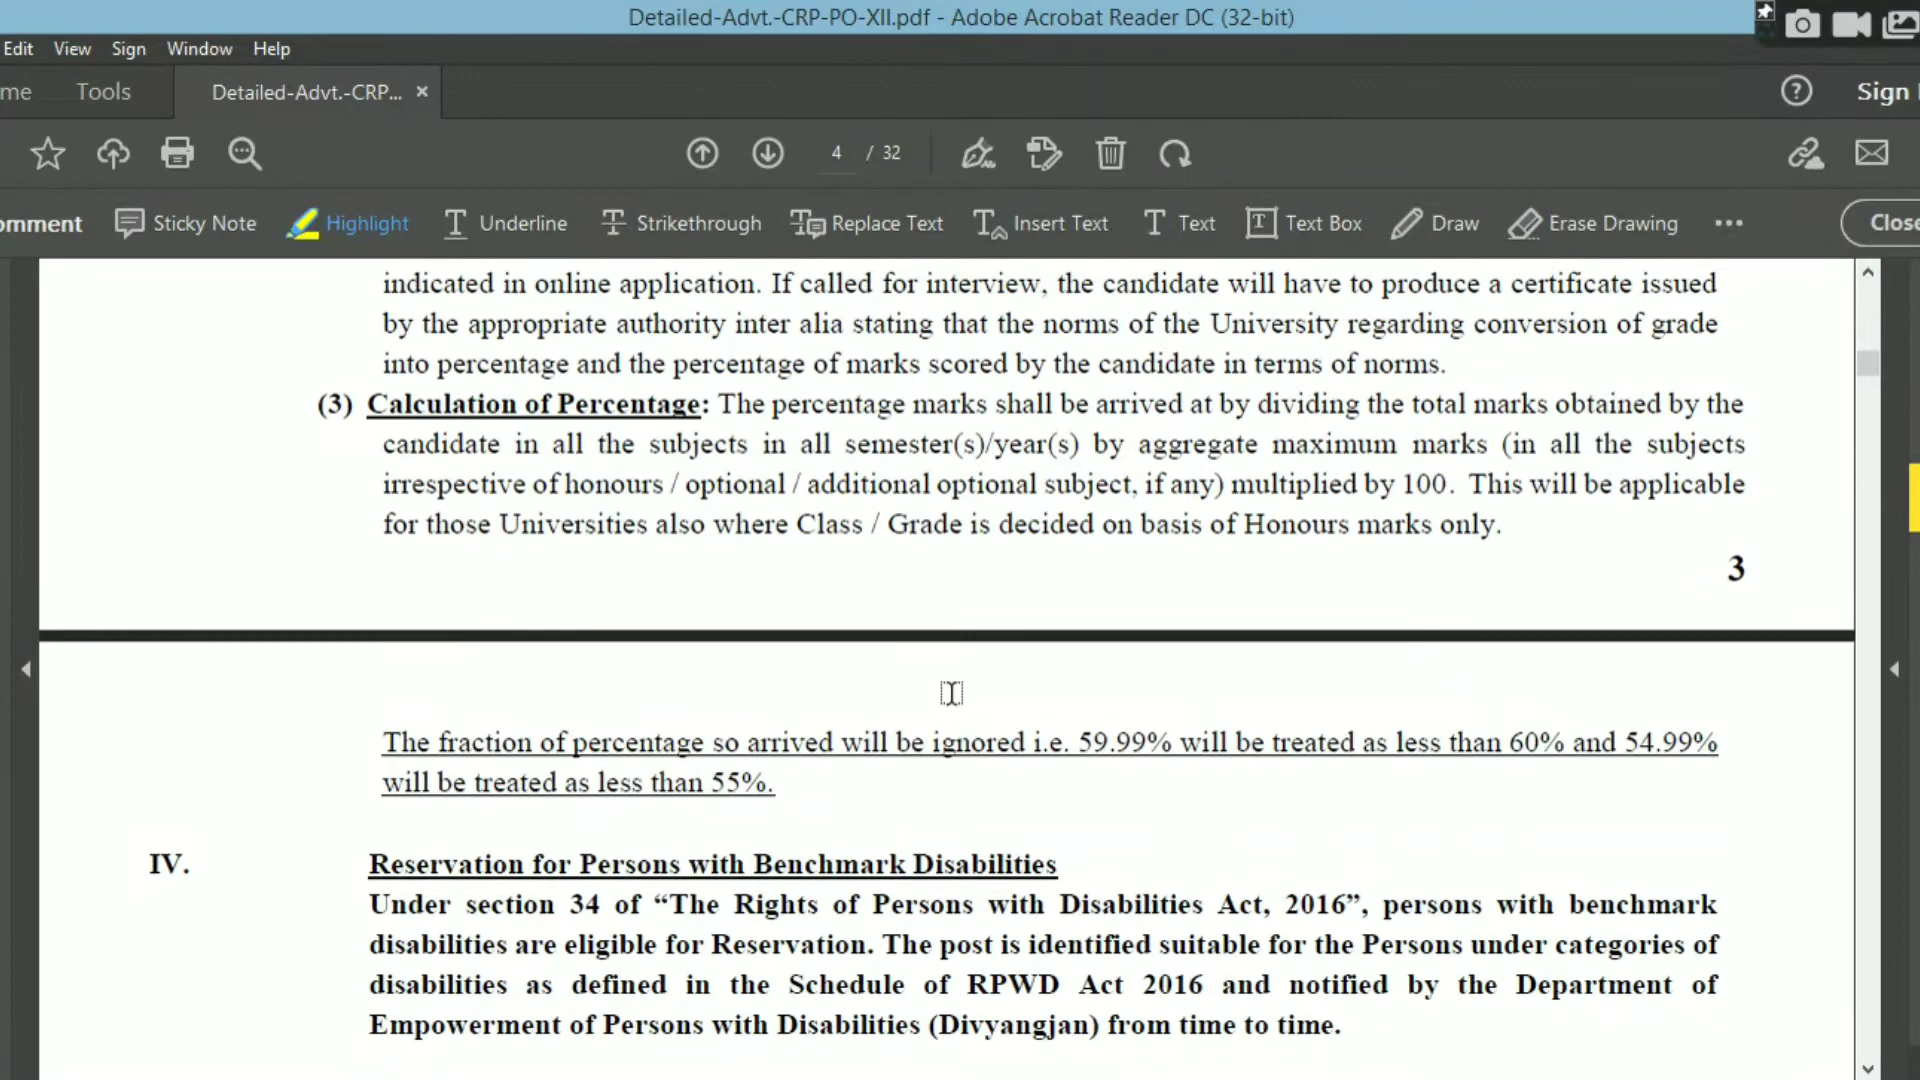 Detailed-Advt.-CRP-PO-XII.pdf - Adobe Acrobat Reader DC (32-bit)
Edit View Sign Window Help
me Tools Detailed-Advt.-CRP... × Sign
4 / 32
omment Sticky Note Highlight Underline Strikethrough Replace Text Insert Text Text Text Box Draw Erase Drawing ••• Close
indicated in online application. If called for interview, the candidate will have to produce a certificate issued
by the appropriate authority inter alia stating that the norms of the University regarding conversion of grade
into percentage and the percentage of marks scored by the candidate in terms of norms.
(3) Calculation of Percentage: The percentage marks shall be arrived at by dividing the total marks obtained by the
candidate in all the subjects in all semester(s)/year(s) by aggregate maximum marks (in all the subjects
irrespective of honours / optional / additional optional subject, if any) multiplied by 100. This will be applicable
for those Universities also where Class / Grade is decided on basis of Honours marks only.
3
The fraction of percentage so arrived will be ignored i.e. 59.99% will be treated as less than 60% and 54.99%
will be treated as less than 55%.
IV. Reservation for Persons with Benchmark Disabilities
Under section 34 of “The Rights of Persons with Disabilities Act, 2016”, persons with benchmark
disabilities are eligible for Reservation. The post is identified suitable for the Persons under categories of
disabilities as defined in the Schedule of RPWD Act 2016 and notified by the Department of
Empowerment of Persons with Disabilities (Divyangjan) from time to time.